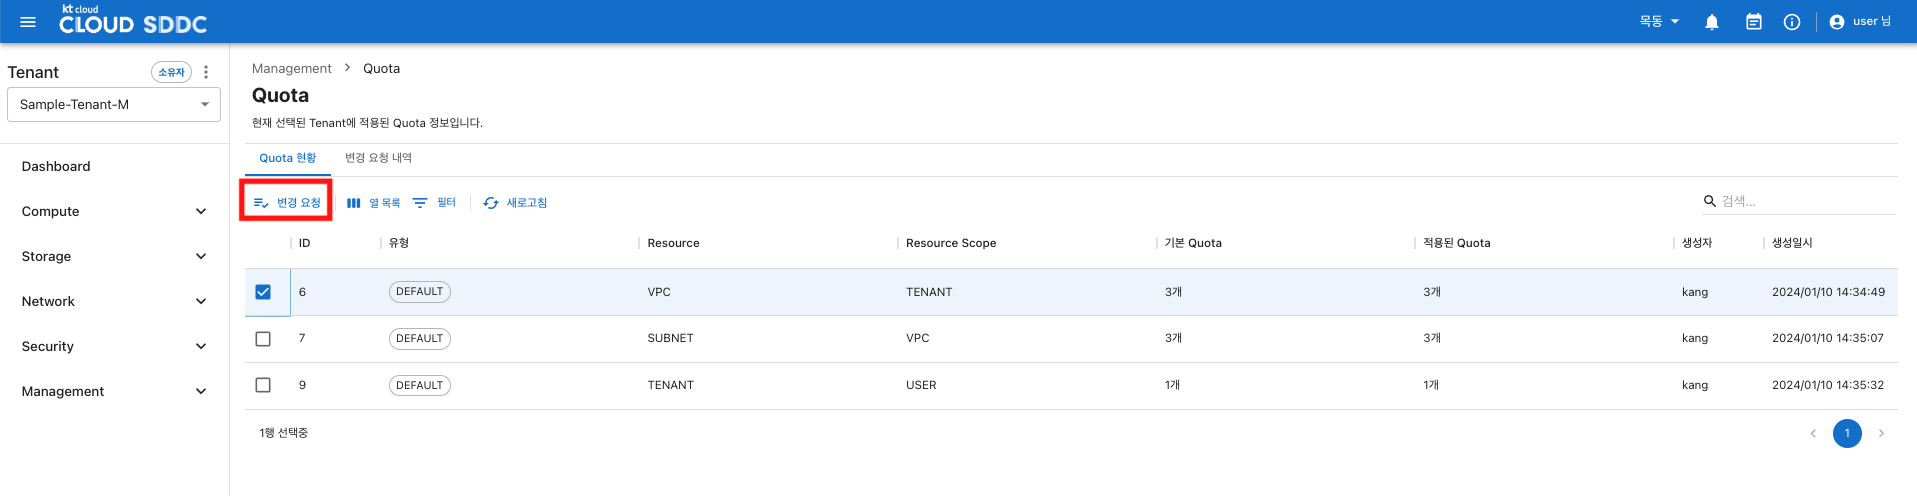 kt cloud
CLOUD SDDC
목동
user 님
Tenant
소유자
Sample-Tenant-M
Dashboard
Compute
Storage
Network
Security
Management
Management > Quota
Quota
현재 선택된 Tenant에 적용된 Quota 정보입니다.
Quota 현황 변경 요청 내역
변경 요청 열 목록 필터 새로고침 검색...
ID 유형 Resource Resource Scope 기본 Quota 적용된 Quota 생성자 생성일시
6 DEFAULT VPC TENANT 3개 3개 kang 2024/01/10 14:34:49
7 DEFAULT SUBNET VPC 3개 3개 kang 2024/01/10 14:35:07
9 DEFAULT TENANT USER 1개 1개 kang 2024/01/10 14:35:32
1행 선택중
1